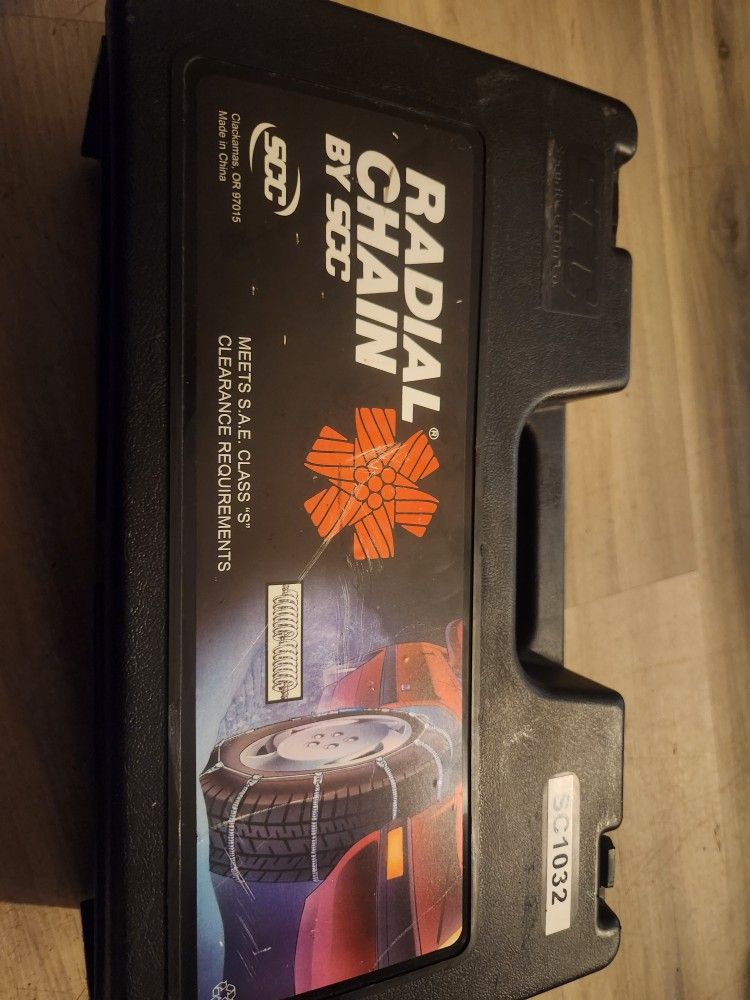 RADIAL®
CHAIN
BY SCC
SCC
Clackamas, OR 97015
Made in China
MEETS S.A.E. CLASS “S”
CLEARANCE REQUIREMENTS
SC1032